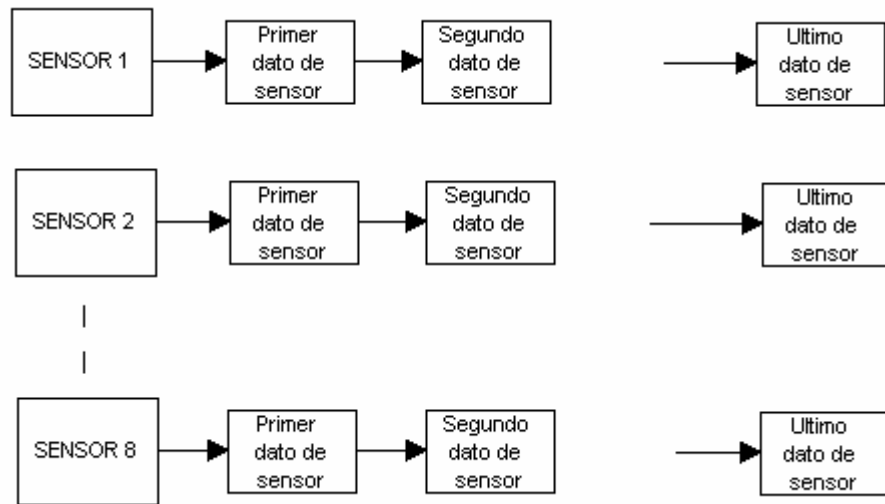 SENSOR 1
Primer
dato de
sensor
Segundo
dato de
sensor
Ultimo
dato de
sensor
SENSOR 2
Primer
dato de
sensor
Segundo
dato de
sensor
Ultimo
dato de
sensor
SENSOR 8
Primer
dato de
sensor
Segundo
dato de
sensor
Ultimo
dato de
sensor